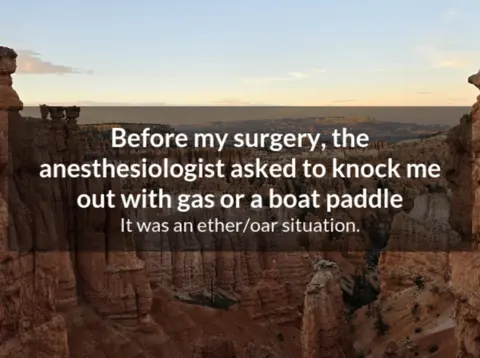 Before my surgery, the
anesthesiologist asked to knock me
out with gas or a boat paddle
It was an ether/oar situation.